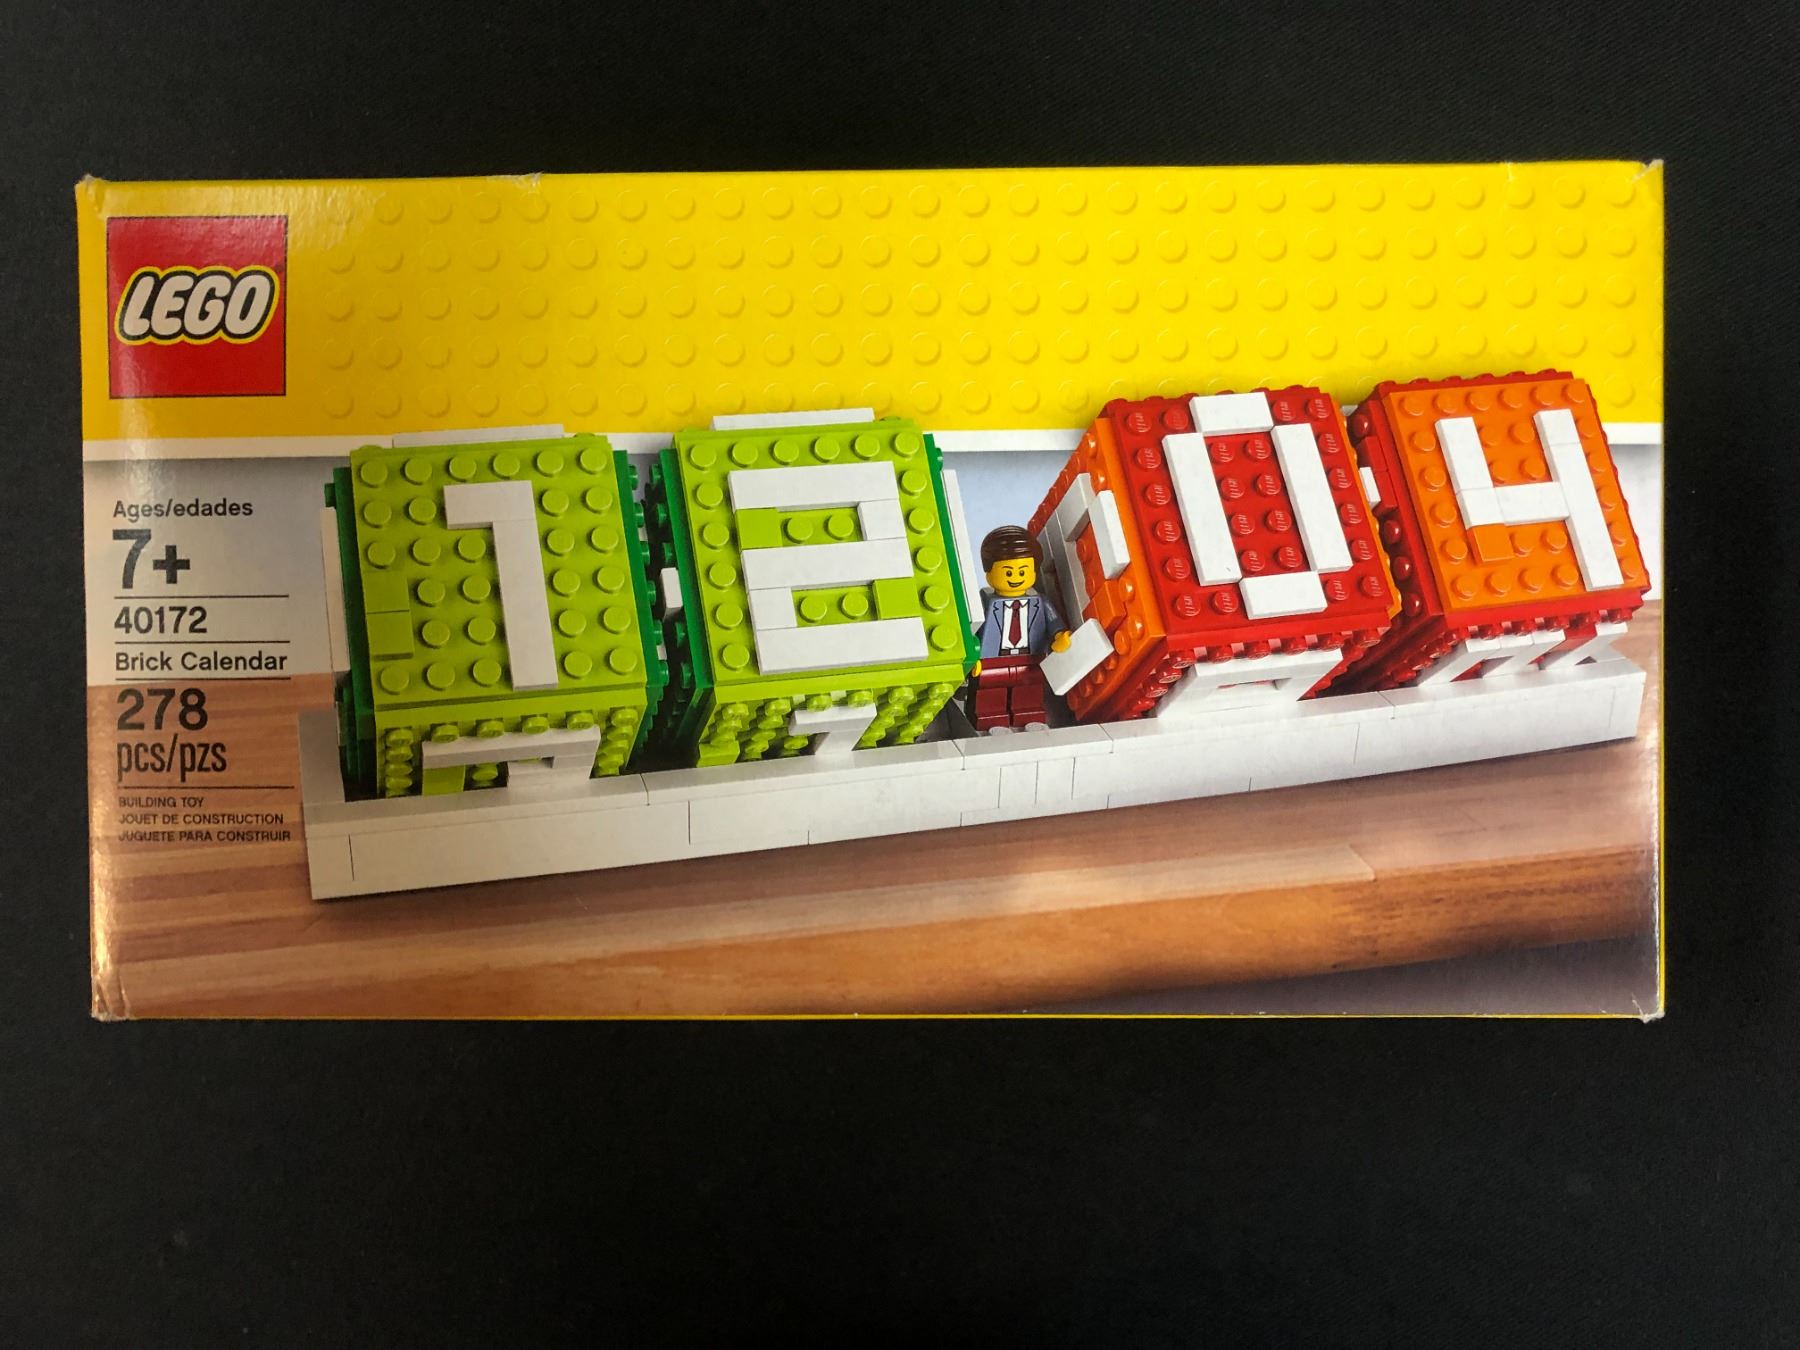 LEGO
Ages/edades
7+
40172
Brick Calendar
278
pcs/pzs
BUILDING TOY
JOUET DE CONSTRUCTION
JUGUETE PARA CONSTRUIR
12 04